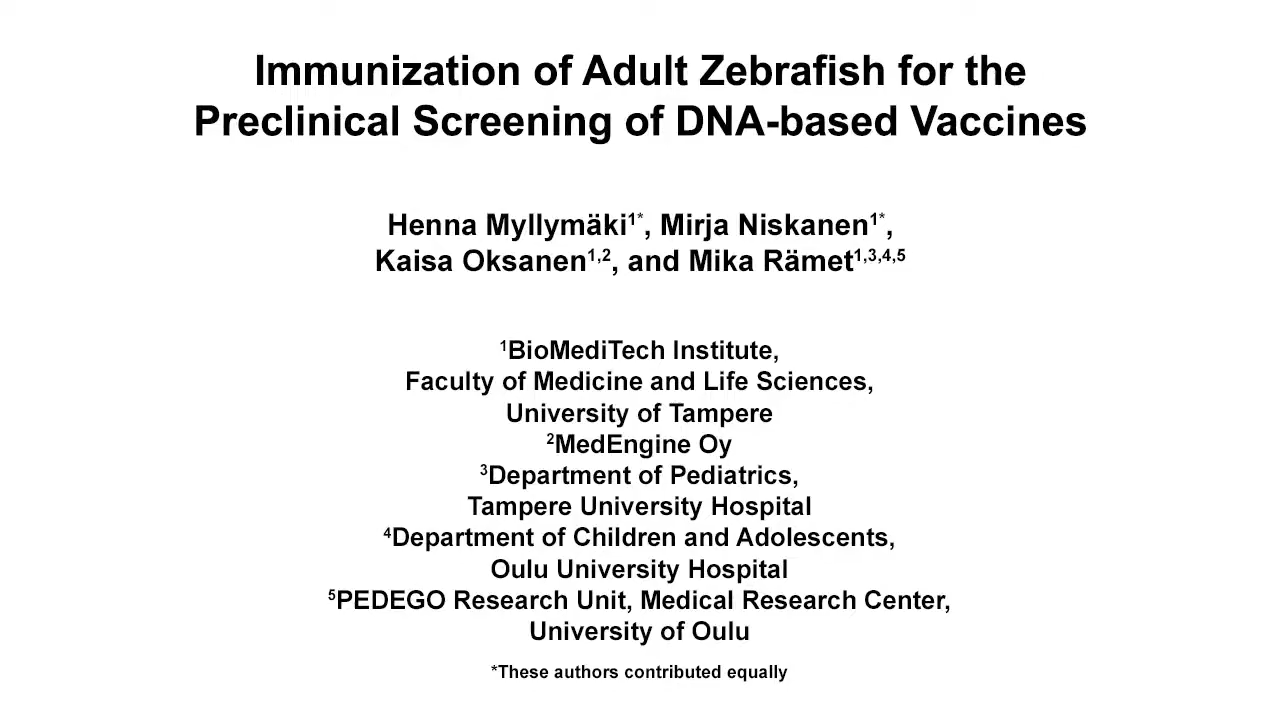 Immunization of Adult Zebrafish for the
Preclinical Screening of DNA-based Vaccines
Henna Myllymäki1*, Mirja Niskanen1*,
Kaisa Oksanen1,2, and Mika Rämet1,3,4,5
1BioMediTech Institute,
Faculty of Medicine and Life Sciences,
University of Tampere
2MedEngine Oy
3Department of Pediatrics,
Tampere University Hospital
4Department of Children and Adolescents,
Oulu University Hospital
5PEDEGO Research Unit, Medical Research Center,
University of Oulu
*These authors contributed equally